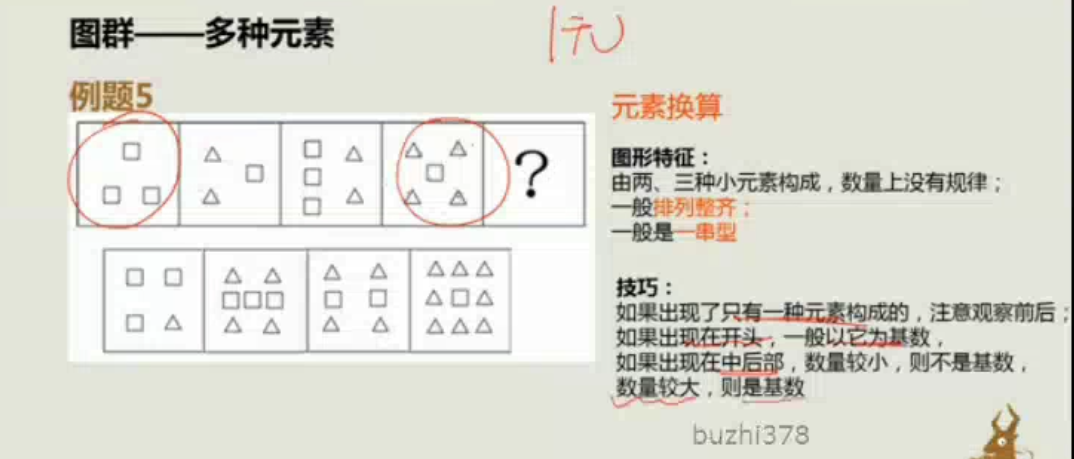 图群——多种元素
1元
例题5
元素换算
?
图形特征：
由两、三种小元素构成，数量上没有规律；
一般排列整齐；
一般是一串型
技巧：
如果出现了只有一种元素构成的，注意观察前后；
如果出现在开头，一般以它为基数，
如果出现在中后部，数量较小，则不是基数，
数量较大，则是基数
buzhi378